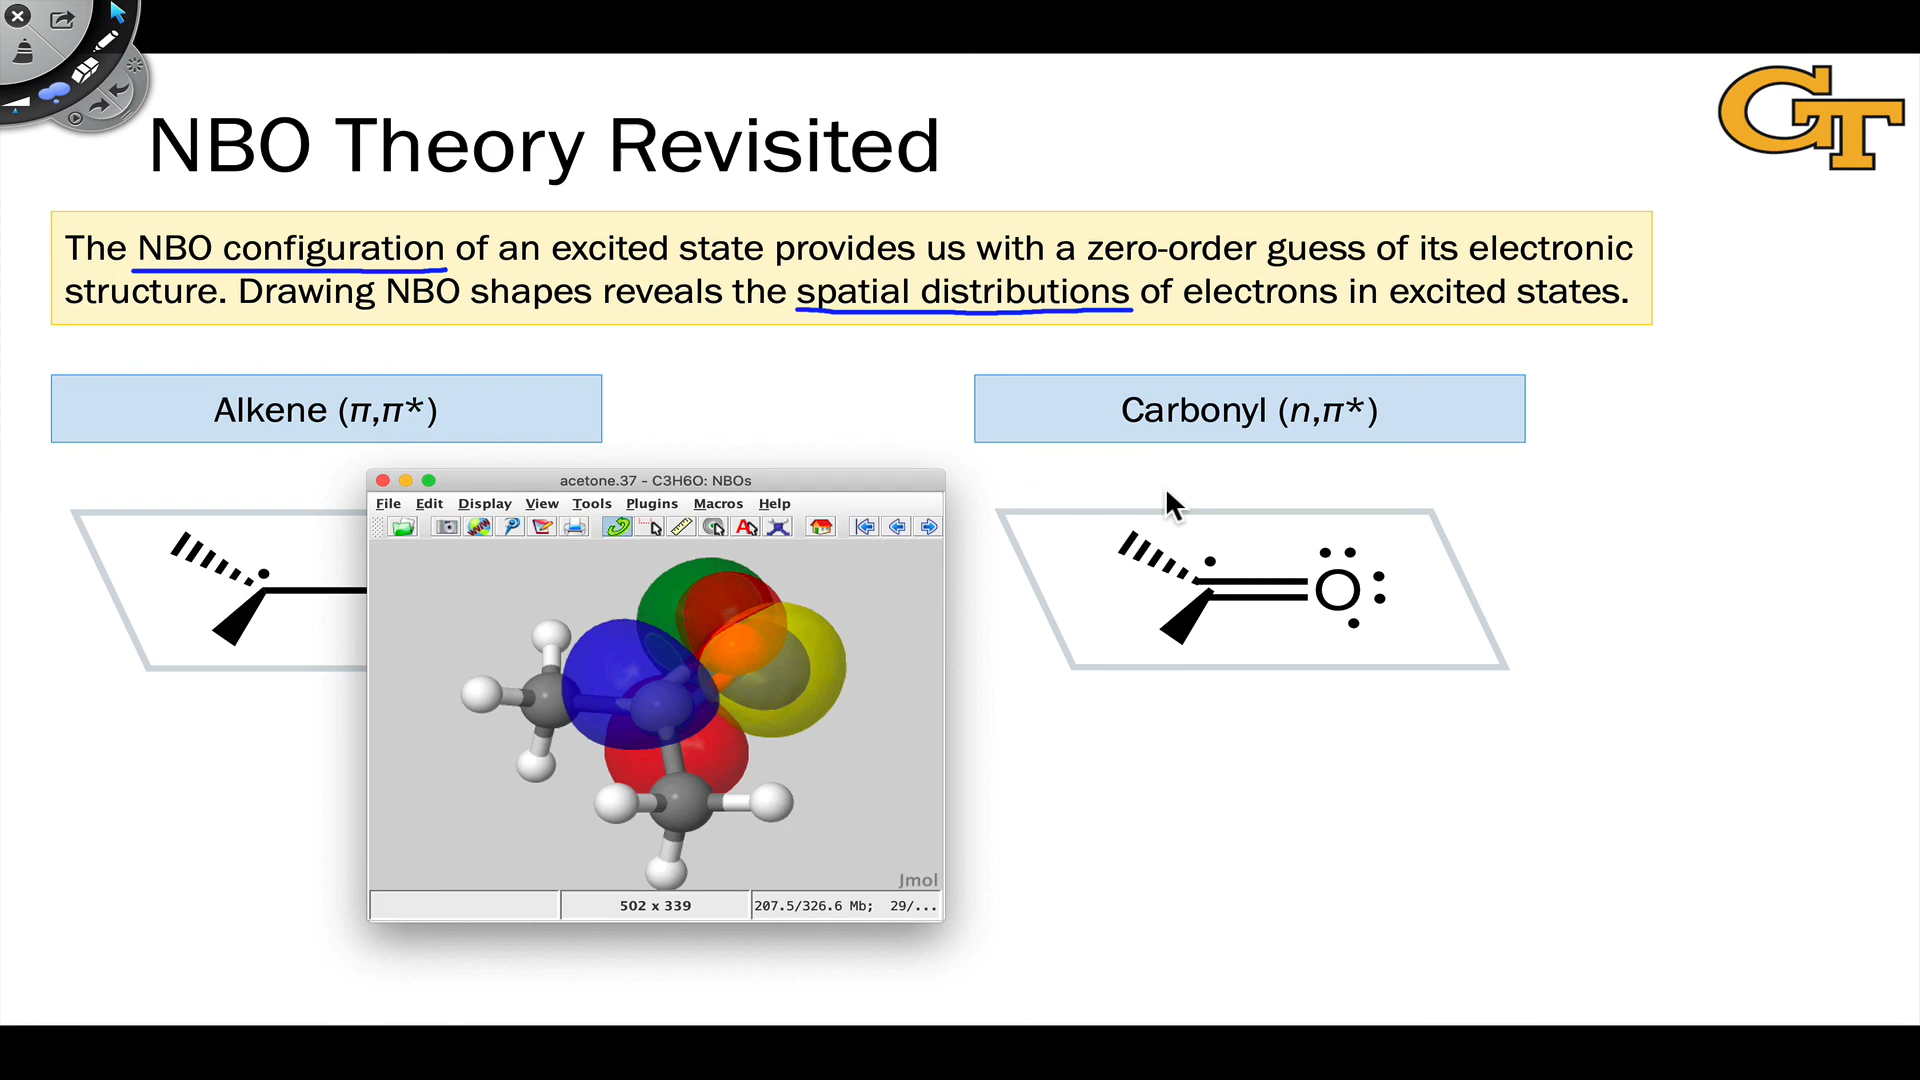 NBO Theory Revisited
GT
The NBO configuration of an excited state provides us with a zero-order guess of its electronic
structure. Drawing NBO shapes reveals the spatial distributions of electrons in excited states.
Alkene (π,π*)
Carbonyl (n,π*)
acetone.37 - C3H6O: NBOs
File Edit Display View Tools Plugins Macros Help
O
Jmol
502 x 339
207.5/326.6 Mb; 29/...